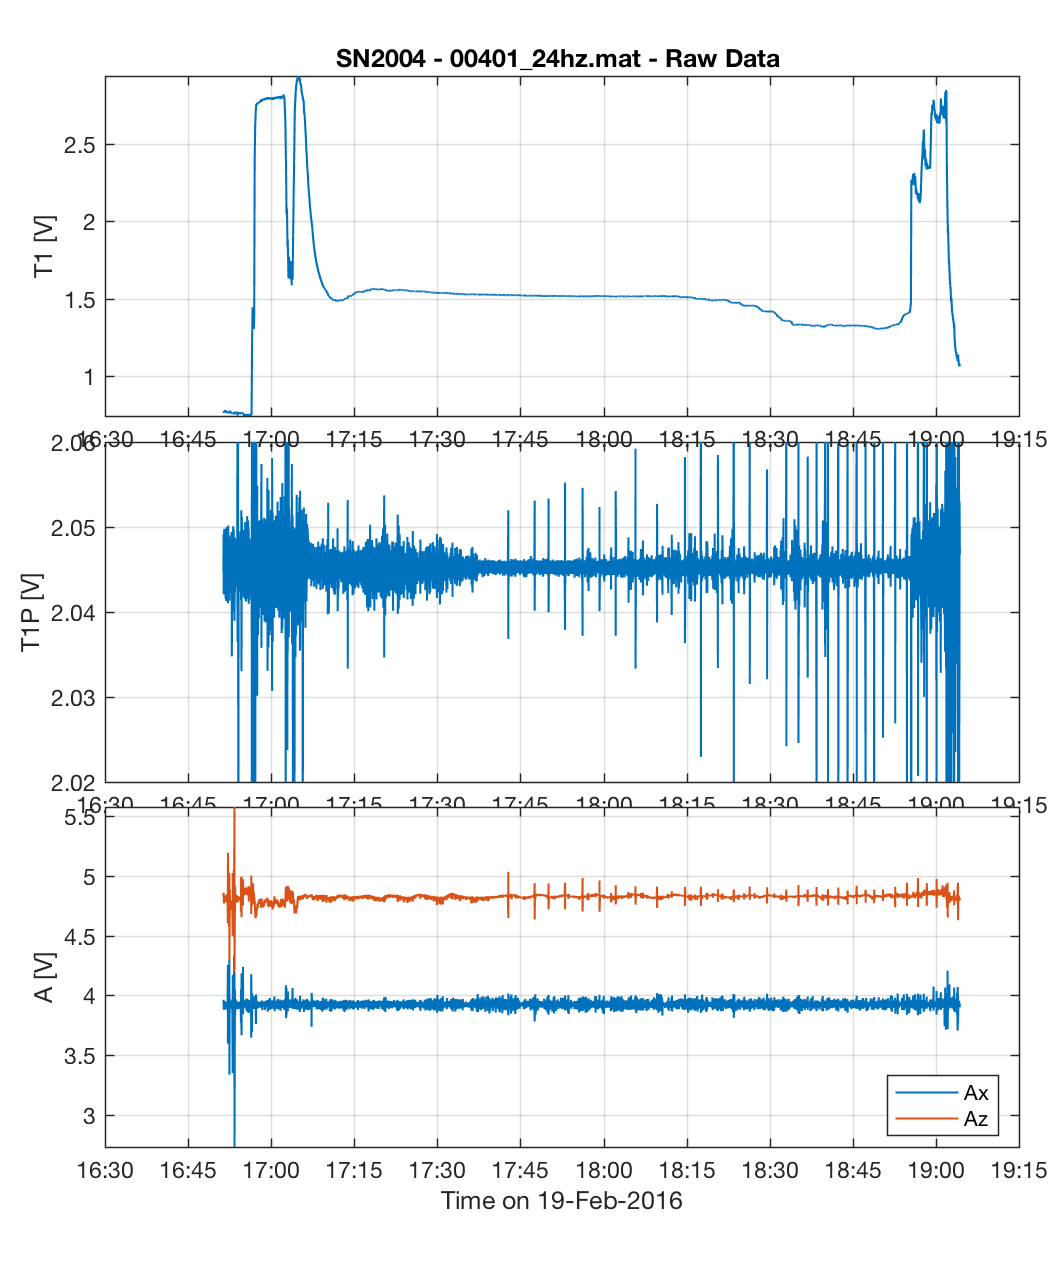 SN2004 - 00401_24hz.mat - Raw Data
T1 [V]
2.5
2
1.5
1
16:30 16:45 17:00 17:15 17:30 17:45 18:00 18:15 18:30 18:45 19:00 19:15
T1P [V]
2.06
2.05
2.04
2.03
2.02
16:30 16:45 17:00 17:15 17:30 17:45 18:00 18:15 18:30 18:45 19:00 19:15
A [V]
5.5
5
4.5
4
3.5
3
Ax
Az
16:30 16:45 17:00 17:15 17:30 17:45 18:00 18:15 18:30 18:45 19:00 19:15
Time on 19-Feb-2016